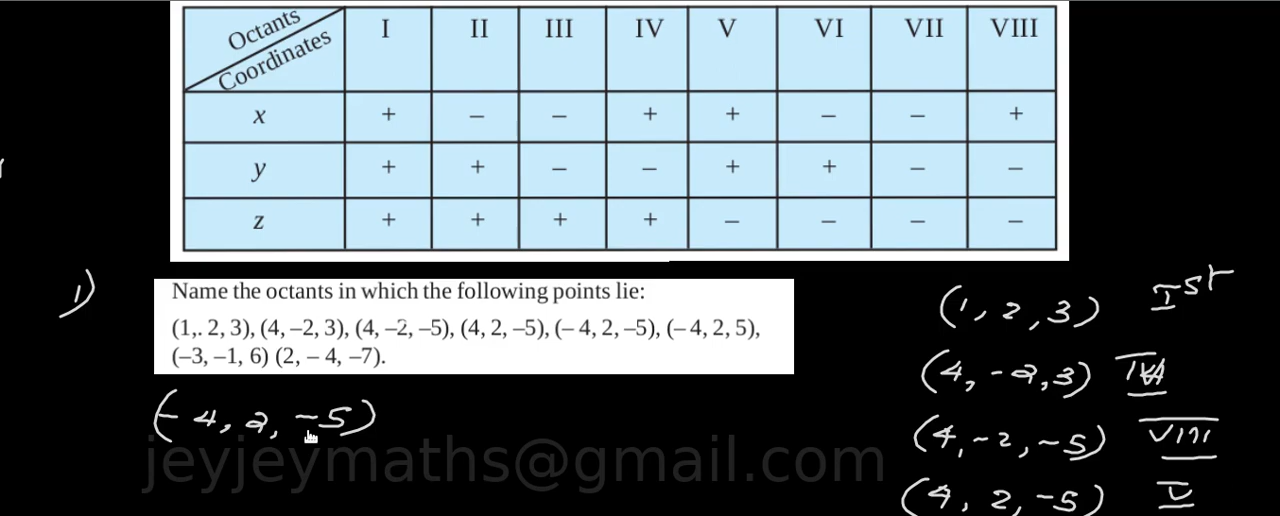 Octants
Coordinates
I II III IV V VI VII VIII
x + – – + + – – +
y + + – – + + – –
z + + + + – – – –
1)
Name the octants in which the following points lie:
(1,. 2, 3), (4, –2, 3), (4, –2, –5), (4, 2, –5), (– 4, 2, –5), (– 4, 2, 5),
(–3, –1, 6) (2, – 4, –7).
(1, 2, 3) Ist
(4, -2, 3)
(-4, 2, -5)
(4, -2, -5) VIII
jeyjeymaths@gmail.com
(4, 2, -5) V